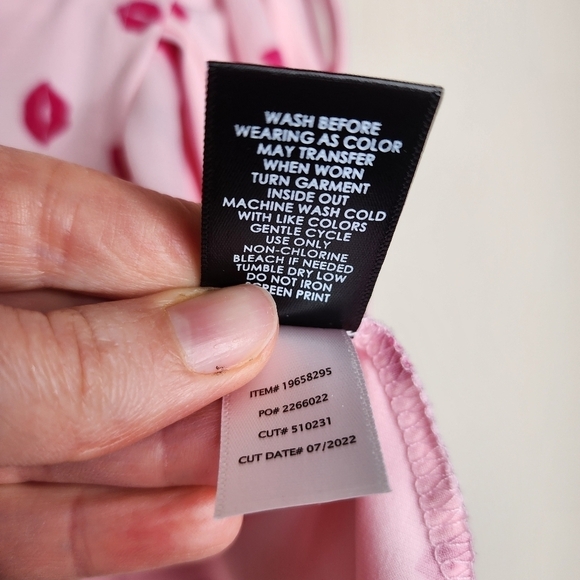 WASH BEFORE
WEARING AS COLOR
MAY TRANSFER
WHEN WORN
TURN GARMENT
INSIDE OUT
MACHINE WASH COLD
WITH LIKE COLORS
GENTLE CYCLE
USE ONLY
NON-CHLORINE
BLEACH IF NEEDED
TUMBLE DRY LOW
DO NOT IRON
SCREEN PRINT
ITEM# 19658295
PO# 2266022
CUT# 510231
CUT DATE# 07/2022